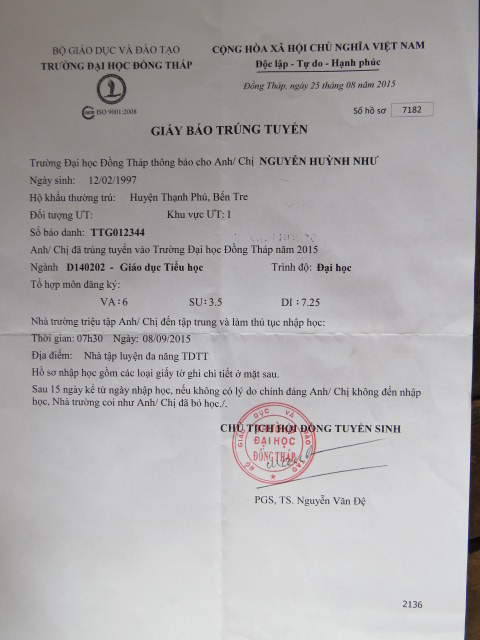 BỘ GIÁO DỤC VÀ ĐÀO TẠO
TRƯỜNG ĐẠI HỌC ĐỒNG THÁP
ISO 9001:2008
CỘNG HÒA XÃ HỘI CHỦ NGHĨA VIỆT NAM
Độc lập - Tự do - Hạnh phúc
Đồng Tháp, ngày 25 tháng 08 năm 2015
Số hồ sơ 7182
GIẤY BÁO TRÚNG TUYỂN
Trường Đại học Đồng Tháp thông báo cho Anh/ Chị NGUYỄN HUỲNH NHƯ
Ngày sinh: 12/02/1997
Hộ khẩu thường trú: Huyện Thạnh Phú, Bến Tre
Đối tượng ƯT: Khu vực ƯT: 1
Số báo danh: TTG012344
Anh/ Chị đã trúng tuyển vào Trường Đại học Đồng Tháp năm 2015
Ngành D140202 - Giáo dục Tiểu học Trình độ: Đại học
Tổ hợp môn đăng ký:
VA: 6 SU: 3.5 DI : 7.25
Nhà trường triệu tập Anh/ Chị đến tập trung và làm thủ tục nhập học:
Thời gian: 07h30 Ngày: 08/09/2015
Địa điểm: Nhà tập luyện đa năng TDTT
Hồ sơ nhập học gồm các loại giấy tờ ghi chi tiết ở mặt sau.
Sau 15 ngày kể từ ngày nhập học, nếu không có lý do chính đáng Anh/ Chị không đến nhập
học, Nhà trường coi như Anh/ Chị đã bỏ học./.
CHỦ TỊCH HỘI ĐỒNG TUYỂN SINH
BỘ GIÁO DỤC VÀ ĐÀO TẠO
TRƯỜNG
ĐẠI HỌC
ĐỒNG THÁP
PGS, TS. Nguyễn Văn Đệ
2136